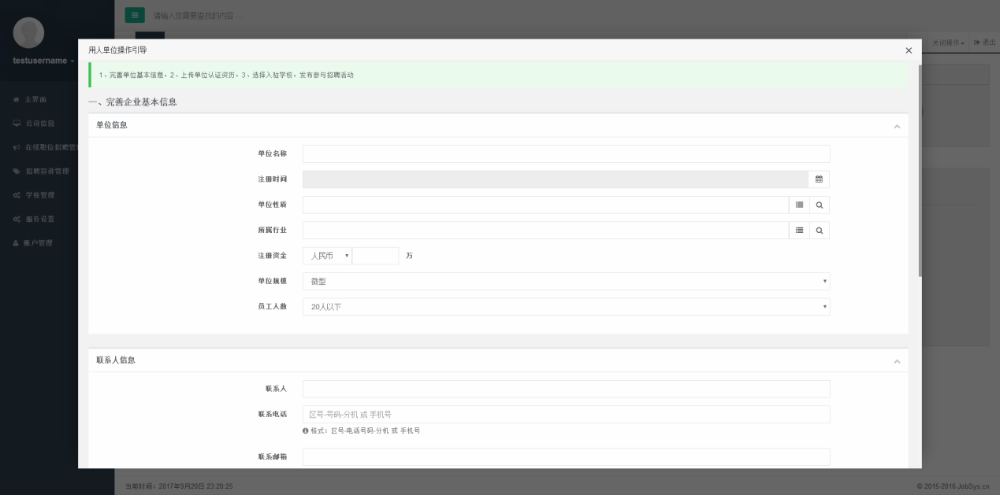 请输入您需要查找的内容 …
testusername
关闭操作
退出
用人单位操作引导
1、完善单位基本信息，2、上传单位认证资历，3、选择入驻学校，发布参与招聘活动
一、完善企业基本信息
单位信息
单位名称
注册时间
单位性质
所属行业
注册资金 人民币 万
单位规模 微型
员工人数 20人以下
联系人信息
联系人
联系电话 区号-号码-分机 或 手机号
格式：区号-电话号码-分机 或 手机号
联系邮箱
主界面
公司信息
在线职位招聘管
招聘宣讲管理
学校管理
服务设置
账户管理
当前时间：2017年9月20日 23:20:25
© 2015-2016 JobSys.cn